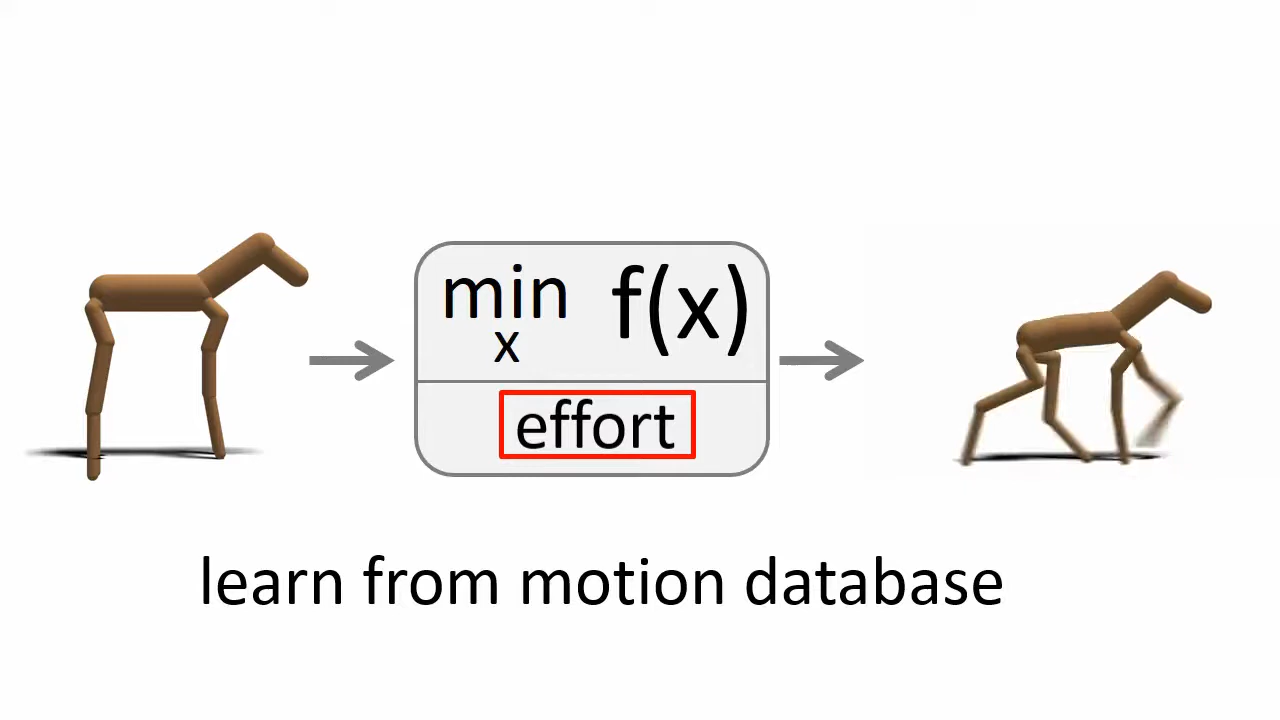 min f(x)
x
effort
learn from motion database